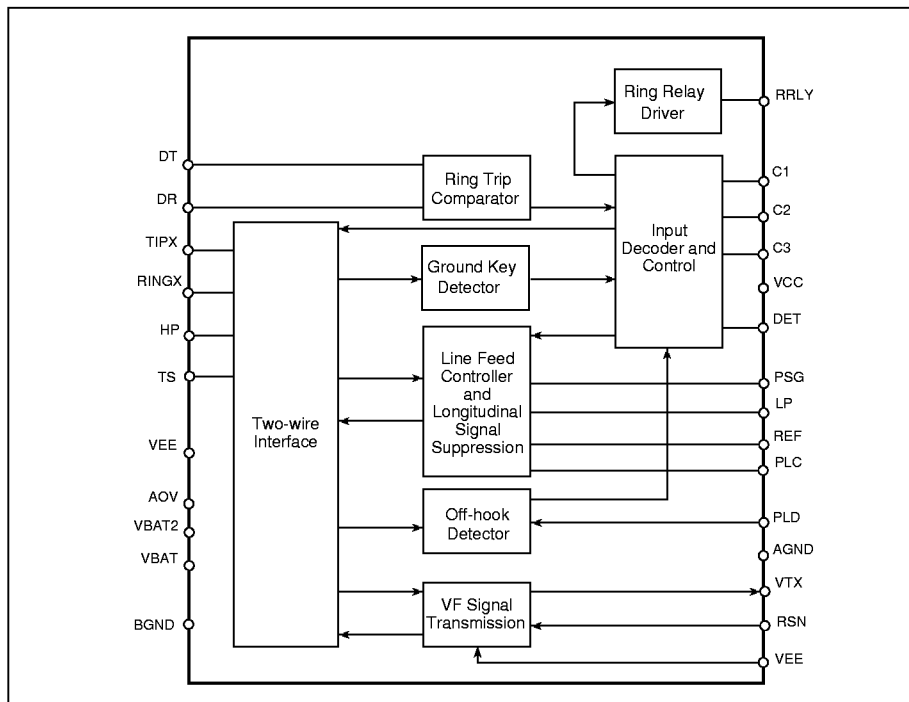 Ring Relay
Driver
RRLY
DT
DR
Ring Trip
Comparator
C1
C2
C3
Input
Decoder and
Control
TIPX
RINGX
HP
TS
Ground Key
Detector
VCC
DET
Two-wire
Interface
Line Feed
Controller
and
Longitudinal
Signal
Suppression
PSG
LP
REF
PLC
VEE
AOV
VBAT2
VBAT
BGND
Off-hook
Detector
PLD
AGND
VF Signal
Transmission
VTX
RSN
VEE